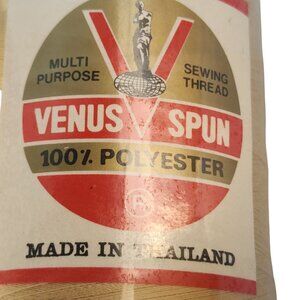 MULTI PURPOSE
SEWING THREAD
VENUS SPUN
100% POLYESTER
®
MADE IN THAILAND